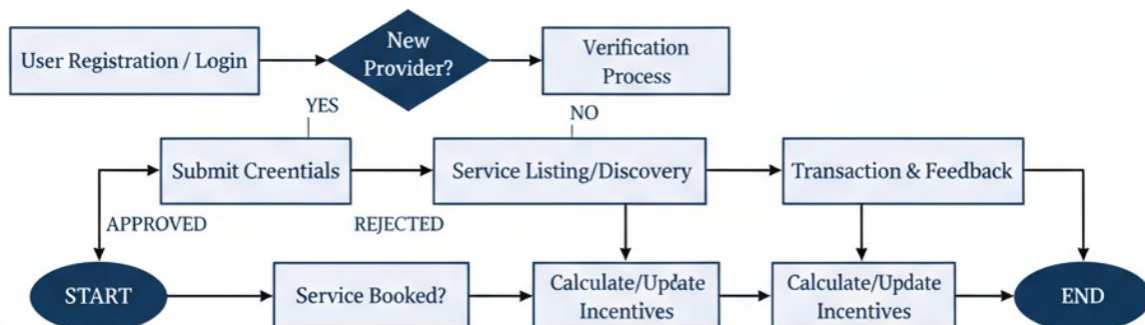 User Registration / Login
New
Provider?
Verification
Process
YES
NO
Submit Creentials
Service Listing/Discovery
Transaction & Feedback
APPROVED
REJECTED
START
Service Booked?
Calculate/Update
Incentives
Calculate/Update
Incentives
END